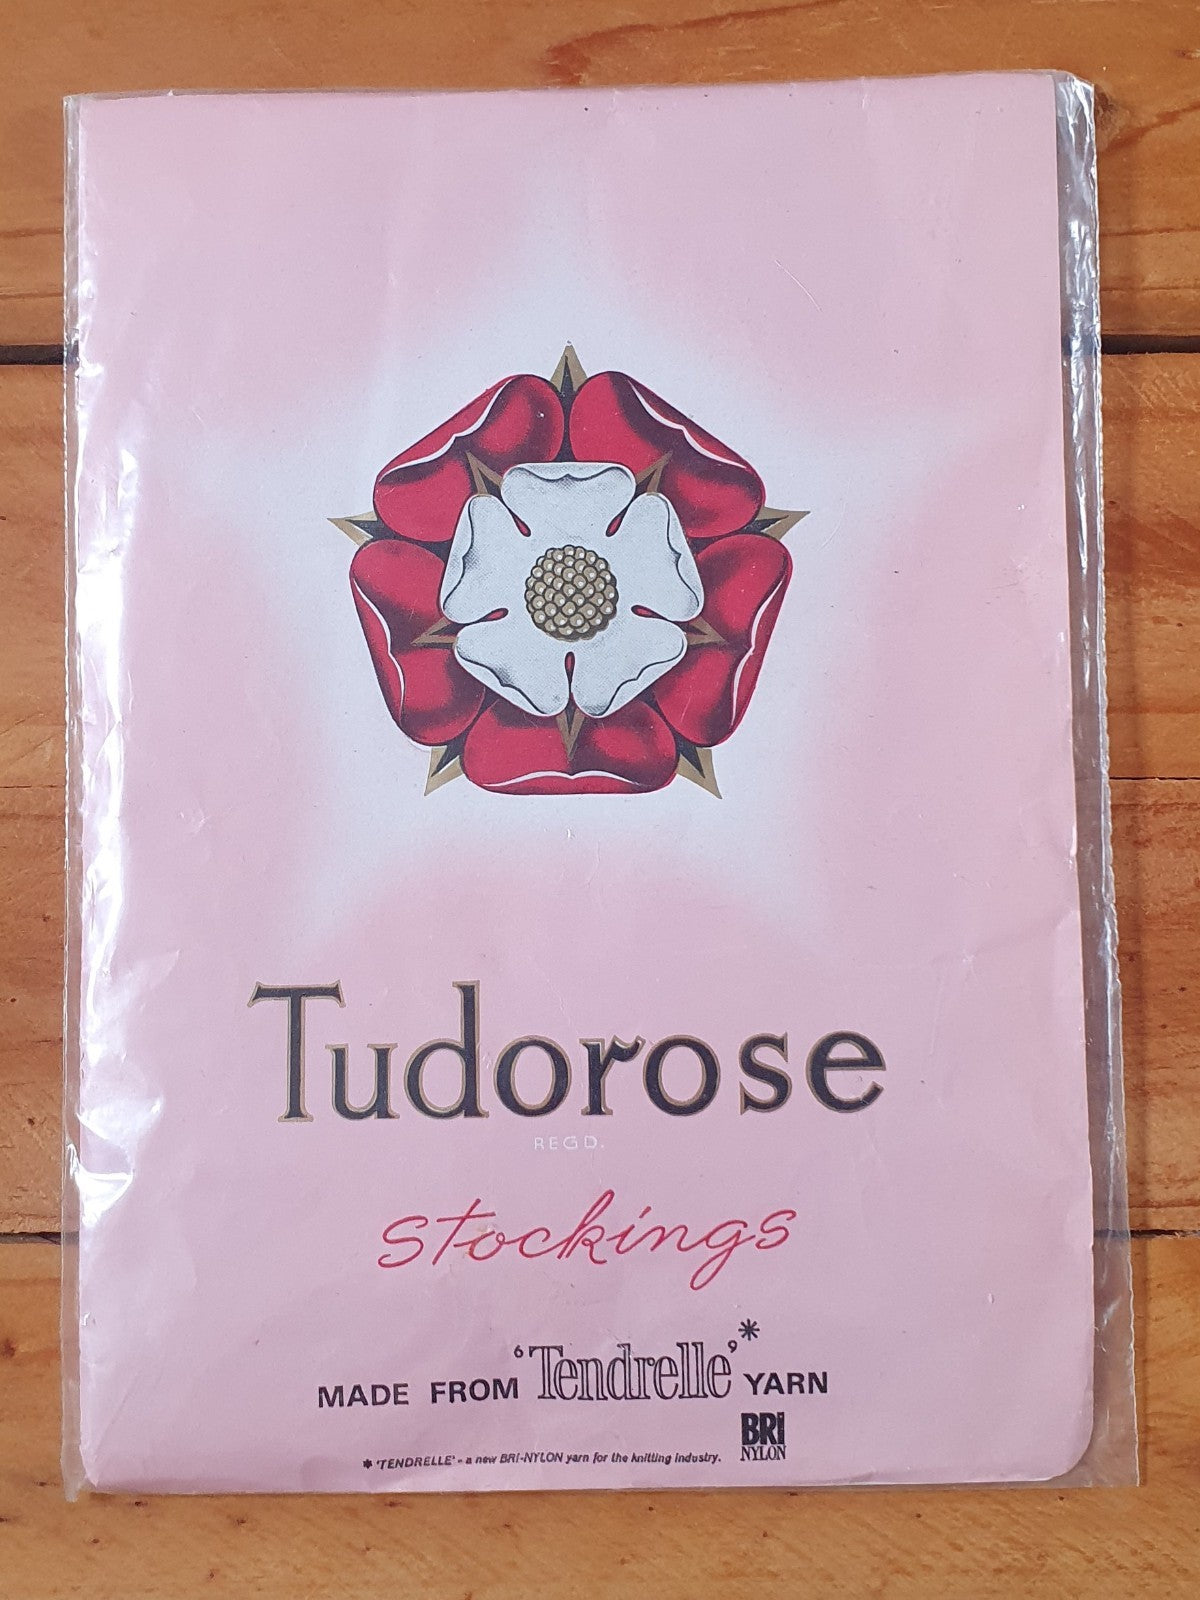 Tudorose
REGD.
stockings
MADE FROM 'Tendrelle'* YARN
BRI
NYLON
* 'TENDRELLE' - a new BRI-NYLON yarn for the knitting industry.